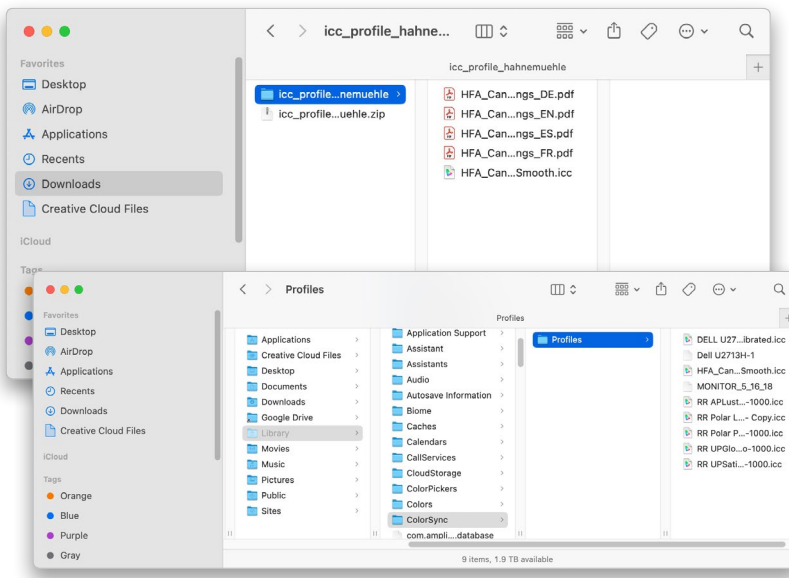 icc_profile_hahne...
icc_profile_hahnemuehle
Favorites
Desktop
AirDrop
Applications
Recents
Downloads
Creative Cloud Files
iCloud
Tags
icc_profile...nemuehle
icc_profile...uehle.zip
HFA_Can...ngs_DE.pdf
HFA_Can...ngs_EN.pdf
HFA_Can...ngs_ES.pdf
HFA_Can...ngs_FR.pdf
HFA_Can...Smooth.icc
Profiles
Profiles
Favorites
Desktop
AirDrop
Applications
Recents
Downloads
Creative Cloud Files
iCloud
Tags
Orange
Blue
Purple
Gray
Applications
Creative Cloud Files
Desktop
Documents
Downloads
Google Drive
Library
Movies
Music
Pictures
Public
Sites
Application Support
Assistant
Assistants
Audio
Autosave Information
Biome
Caches
Calendars
CallServices
CloudStorage
ColorPickers
Colors
ColorSync
com.ampli....database
Profiles
DELL U27...ibrated.icc
Dell U2713H-1
HFA_Can...Smooth.icc
MONITOR_5_16_18
RR APLust...-1000.icc
RR Polar L...- Copy.icc
RR Polar P...-1000.icc
RR UPGlo...o-1000.icc
RR UPSati...-1000.icc
9 items, 1.9 TB available